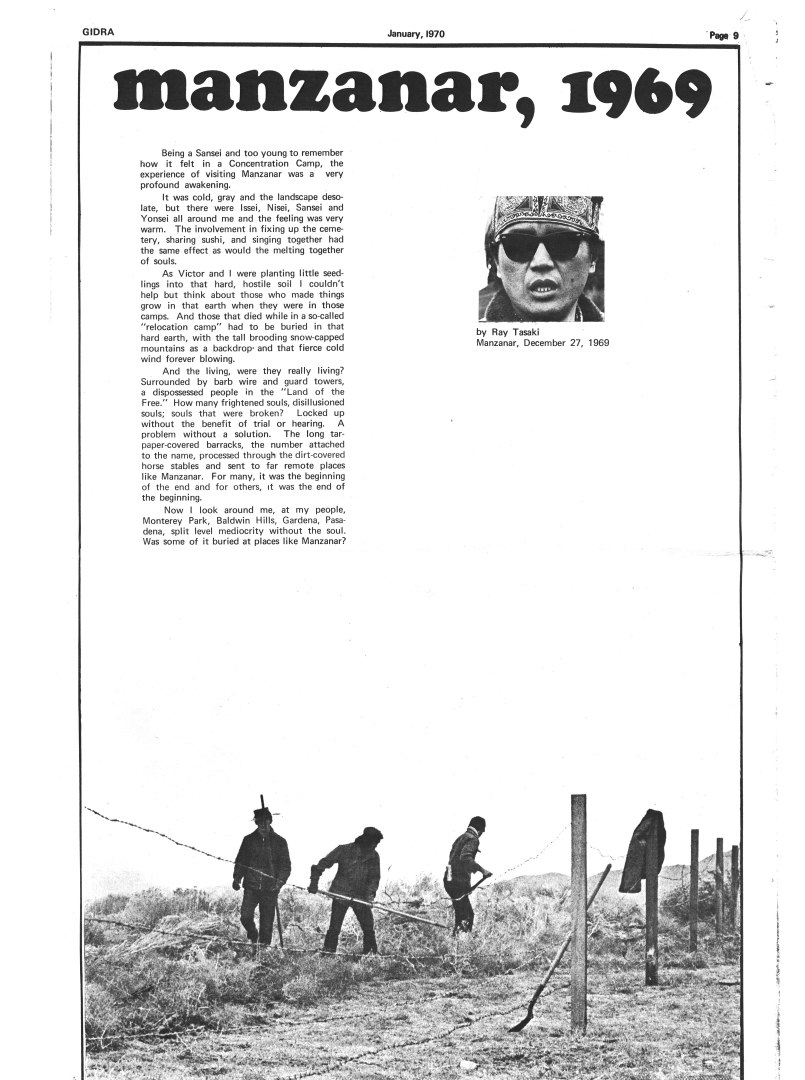 GIDRA
January, 1970
Page 9
manzanar, 1969
Being a Sansei and too young to remember
how it felt in a Concentration Camp, the
experience of visiting Manzanar was a very
profound awakening.
It was cold, gray and the landscape deso-
late, but there were Issei, Nisei, Sansei and
Yonsei all around me and the feeling was very
warm. The involvement in fixing up the ceme-
tery, sharing sushi, and singing together had
the same effect as would the melting together
of souls.
As Victor and I were planting little seed-
lings into that hard, hostile soil I couldn't
help but think about those who made things
grow in that earth when they were in those
camps. And those that died while in a so-called
"relocation camp" had to be buried in that
hard earth, with the tall brooding snow-capped
mountains as a backdrop and that fierce cold
wind forever blowing.
And the living, were they really living?
Surrounded by barb wire and guard towers,
a dispossessed people in the "Land of the
Free." How many frightened souls, disillusioned
souls; souls that were broken? Locked up
without the benefit of trial or hearing. A
problem without a solution. The long tar-
paper-covered barracks, the number attached
to the name, processed through the dirt-covered
horse stables and sent to far remote places
like Manzanar. For many, it was the beginning
of the end and for others, it was the end of
the beginning.
Now I look around me, at my people,
Monterey Park, Baldwin Hills, Gardena, Pasa-
dena, split level mediocrity without the soul.
Was some of it buried at places like Manzanar?
by Ray Tasaki
Manzanar, December 27, 1969